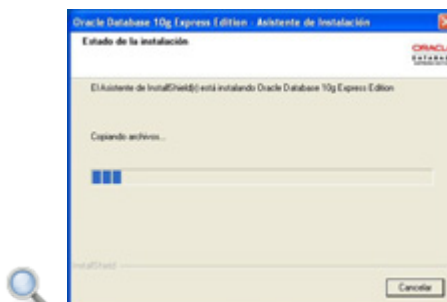 Oracle Database 10g Express Edition - Asistente de Instalación
Estado de la instalación
ORACLE
DATABASE
El Asistente de InstallShield(r) está instalando Oracle Database 10g Express Edition
Copiando archivos...
InstallShield
Cancelar